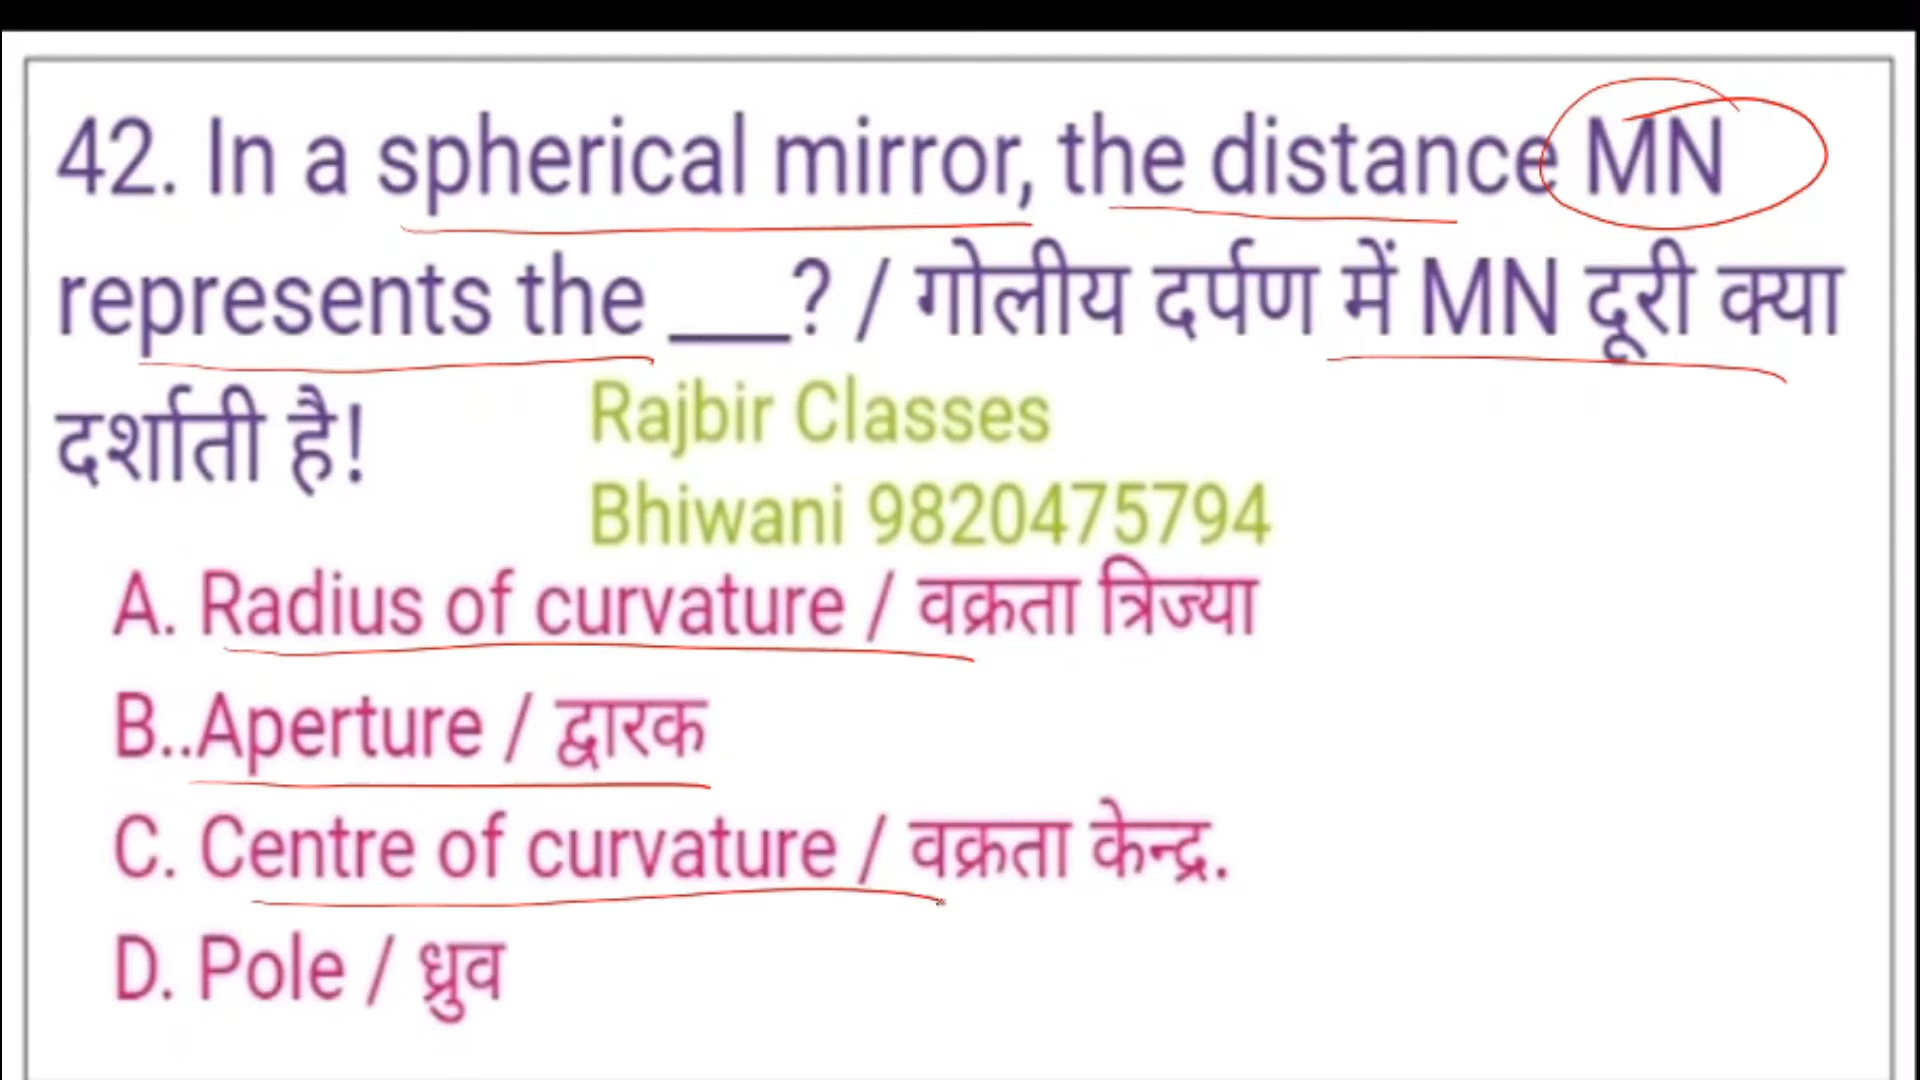 42. In a spherical mirror, the distance MN
represents the ___? / गोलीय दर्पण में MN दूरी क्या
दर्शाती है!
Rajbir Classes
Bhiwani 9820475794
A. Radius of curvature / वक्रता त्रिज्या
B..Aperture / द्वारक
C. Centre of curvature / वक्रता केन्द्र.
D. Pole / ध्रुव